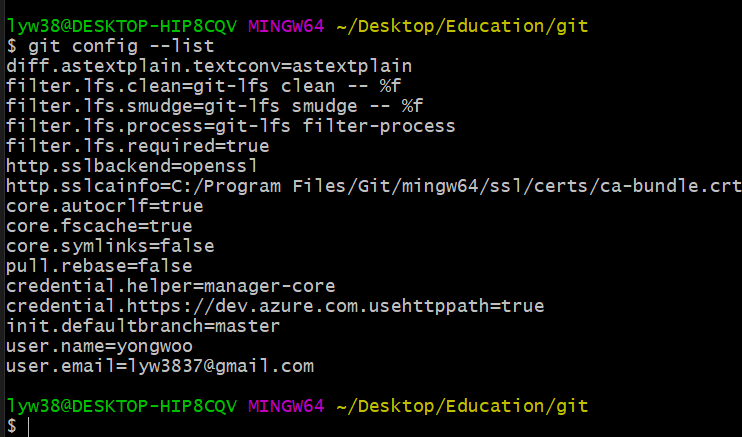 lyw38@DESKTOP-HIP8CQV MINGW64 ~/Desktop/Education/git
$ git config --list
diff.astextplain.textconv=astextplain
filter.lfs.clean=git-lfs clean -- %f
filter.lfs.smudge=git-lfs smudge -- %f
filter.lfs.process=git-lfs filter-process
filter.lfs.required=true
http.sslbackend=openssl
http.sslcainfo=C:/Program Files/Git/mingw64/ssl/certs/ca-bundle.crt
core.autocrlf=true
core.fscache=true
core.symlinks=false
pull.rebase=false
credential.helper=manager-core
credential.https://dev.azure.com.usehttppath=true
init.defaultbranch=master
user.name=yongwoo
user.email=lyw3837@gmail.com

lyw38@DESKTOP-HIP8CQV MINGW64 ~/Desktop/Education/git
$